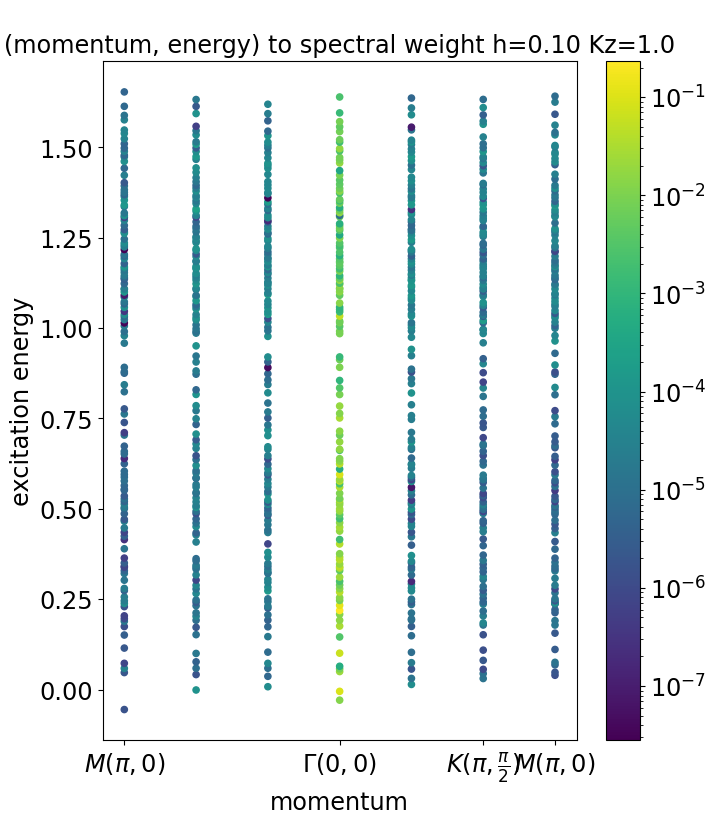 (momentum, energy) to spectral weight h=0.10 Kz=1.0
excitation energy
1.50
1.25
1.00
0.75
0.50
0.25
0.00
M(π, 0)
Γ(0, 0)
K(π, π/2)
M(π, 0)
momentum
10⁻¹
10⁻²
10⁻³
10⁻⁴
10⁻⁵
10⁻⁶
10⁻⁷